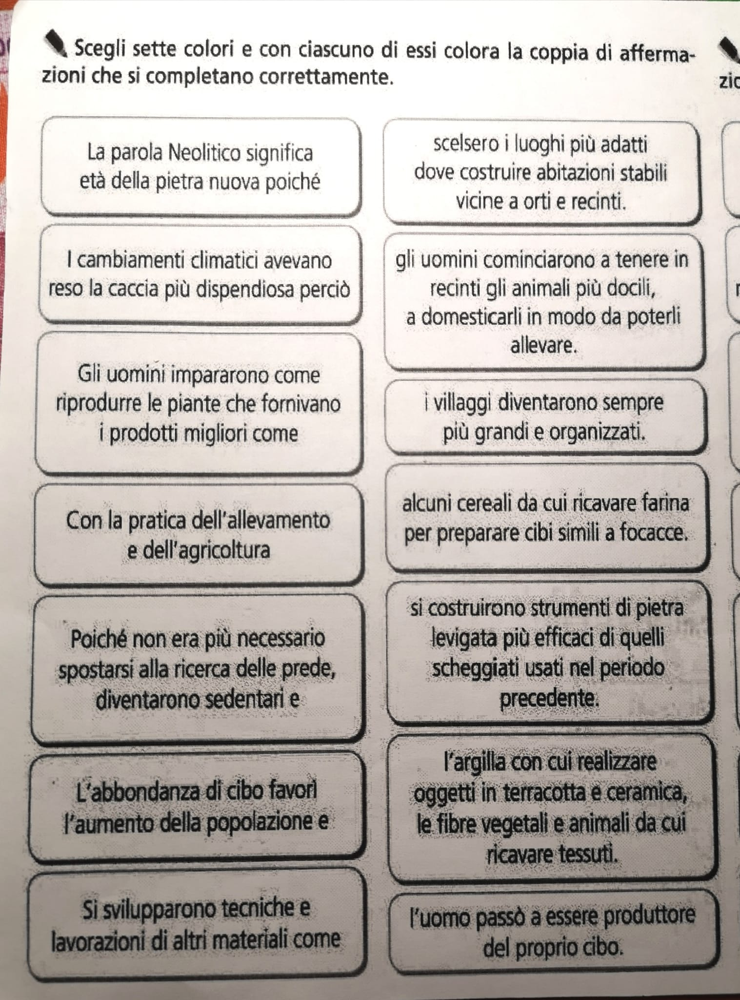 Scegli sette colori e con ciascuno di essi colora la coppia di afferma-
zioni che si completano correttamente.
La parola Neolitico significa
età della pietra nuova poiché
I cambiamenti climatici avevano
reso la caccia più dispendiosa perciò
Gli uomini impararono come
riprodurre le piante che fornivano
i prodotti migliori come
Con la pratica dell'allevamento
e dell'agricoltura
Poiché non era più necessario
spostarsi alla ricerca delle prede,
diventarono sedentari e
L'abbondanza di cibo favorì
l'aumento della popolazione e
Si svilupparono tecniche e
lavorazioni di altri materiali come
scelsero i luoghi più adatti
dove costruire abitazioni stabili
vicine a orti e recinti.
gli uomini cominciarono a tenere in
recinti gli animali più docili,
a domesticarli in modo da poterli
allevare.
i villaggi diventarono sempre
più grandi e organizzati.
alcuni cereali da cui ricavare farina
per preparare cibi simili a focacce.
si costruirono strumenti di pietra
levigata più efficaci di quelli
scheggiati usati nel periodo
precedente.
l'argilla con cui realizzare
oggetti in terracotta e ceramica,
le fibre vegetali e animali da cui
ricavare tessuti.
l'uomo passò a essere produttore
del proprio cibo.